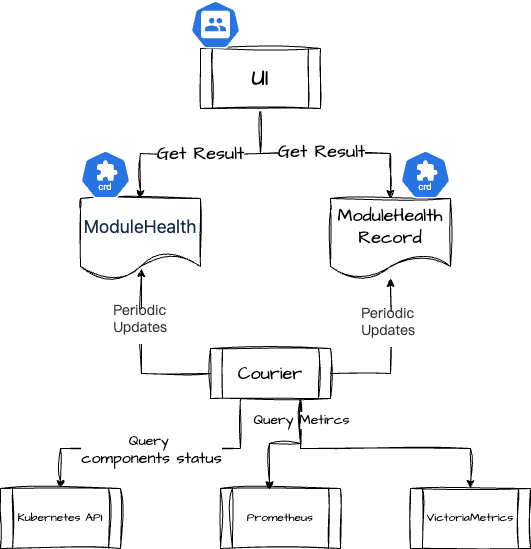 UI
Get Result
Get Result
crd
crd
ModuleHealth
ModuleHealth
Record
Periodic
Updates
Periodic
Updates
Courier
Query Metircs
Query
components status
Kubernetes API
Prometheus
VictoriaMetrics